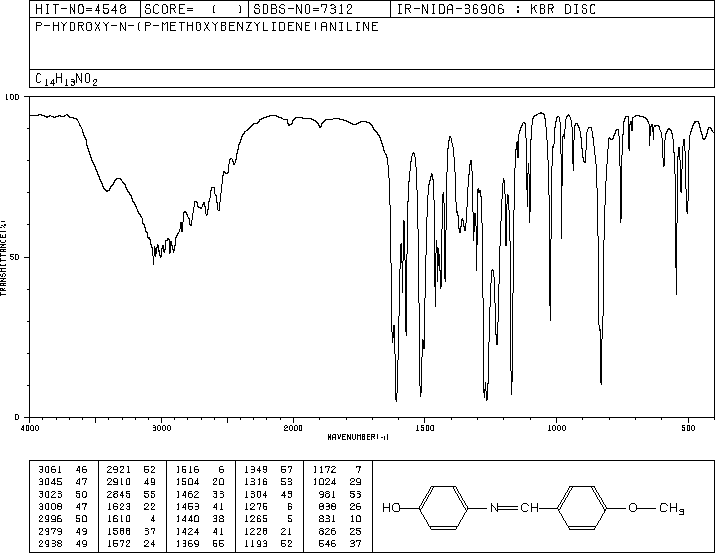 HIT-NO=4548 SCORE= ( ) SDBS-NO=7312 IR-NIDA-36906 : KBR DISC
P-HYDROXY-N-(P-METHOXYBENZYLIDENE)ANILINE
C14H13NO2
100
50
0
TRANSMITTANCE(%)
4000 3000 2000 1500 1000 500
WAVENUMBER(-1)
3061 46 2921 52 1516 6 1349 57 1172 7
3045 47 2910 49 1504 20 1316 53 1024 29
3023 50 2845 55 1462 33 1304 45 981 53
3008 47 1623 22 1453 41 1276 6 838 26
2996 50 1610 4 1440 38 1265 5 831 10
2979 49 1588 37 1424 41 1228 21 826 25
2938 49 1572 24 1369 55 1193 52 546 37
HO N CH O CH3